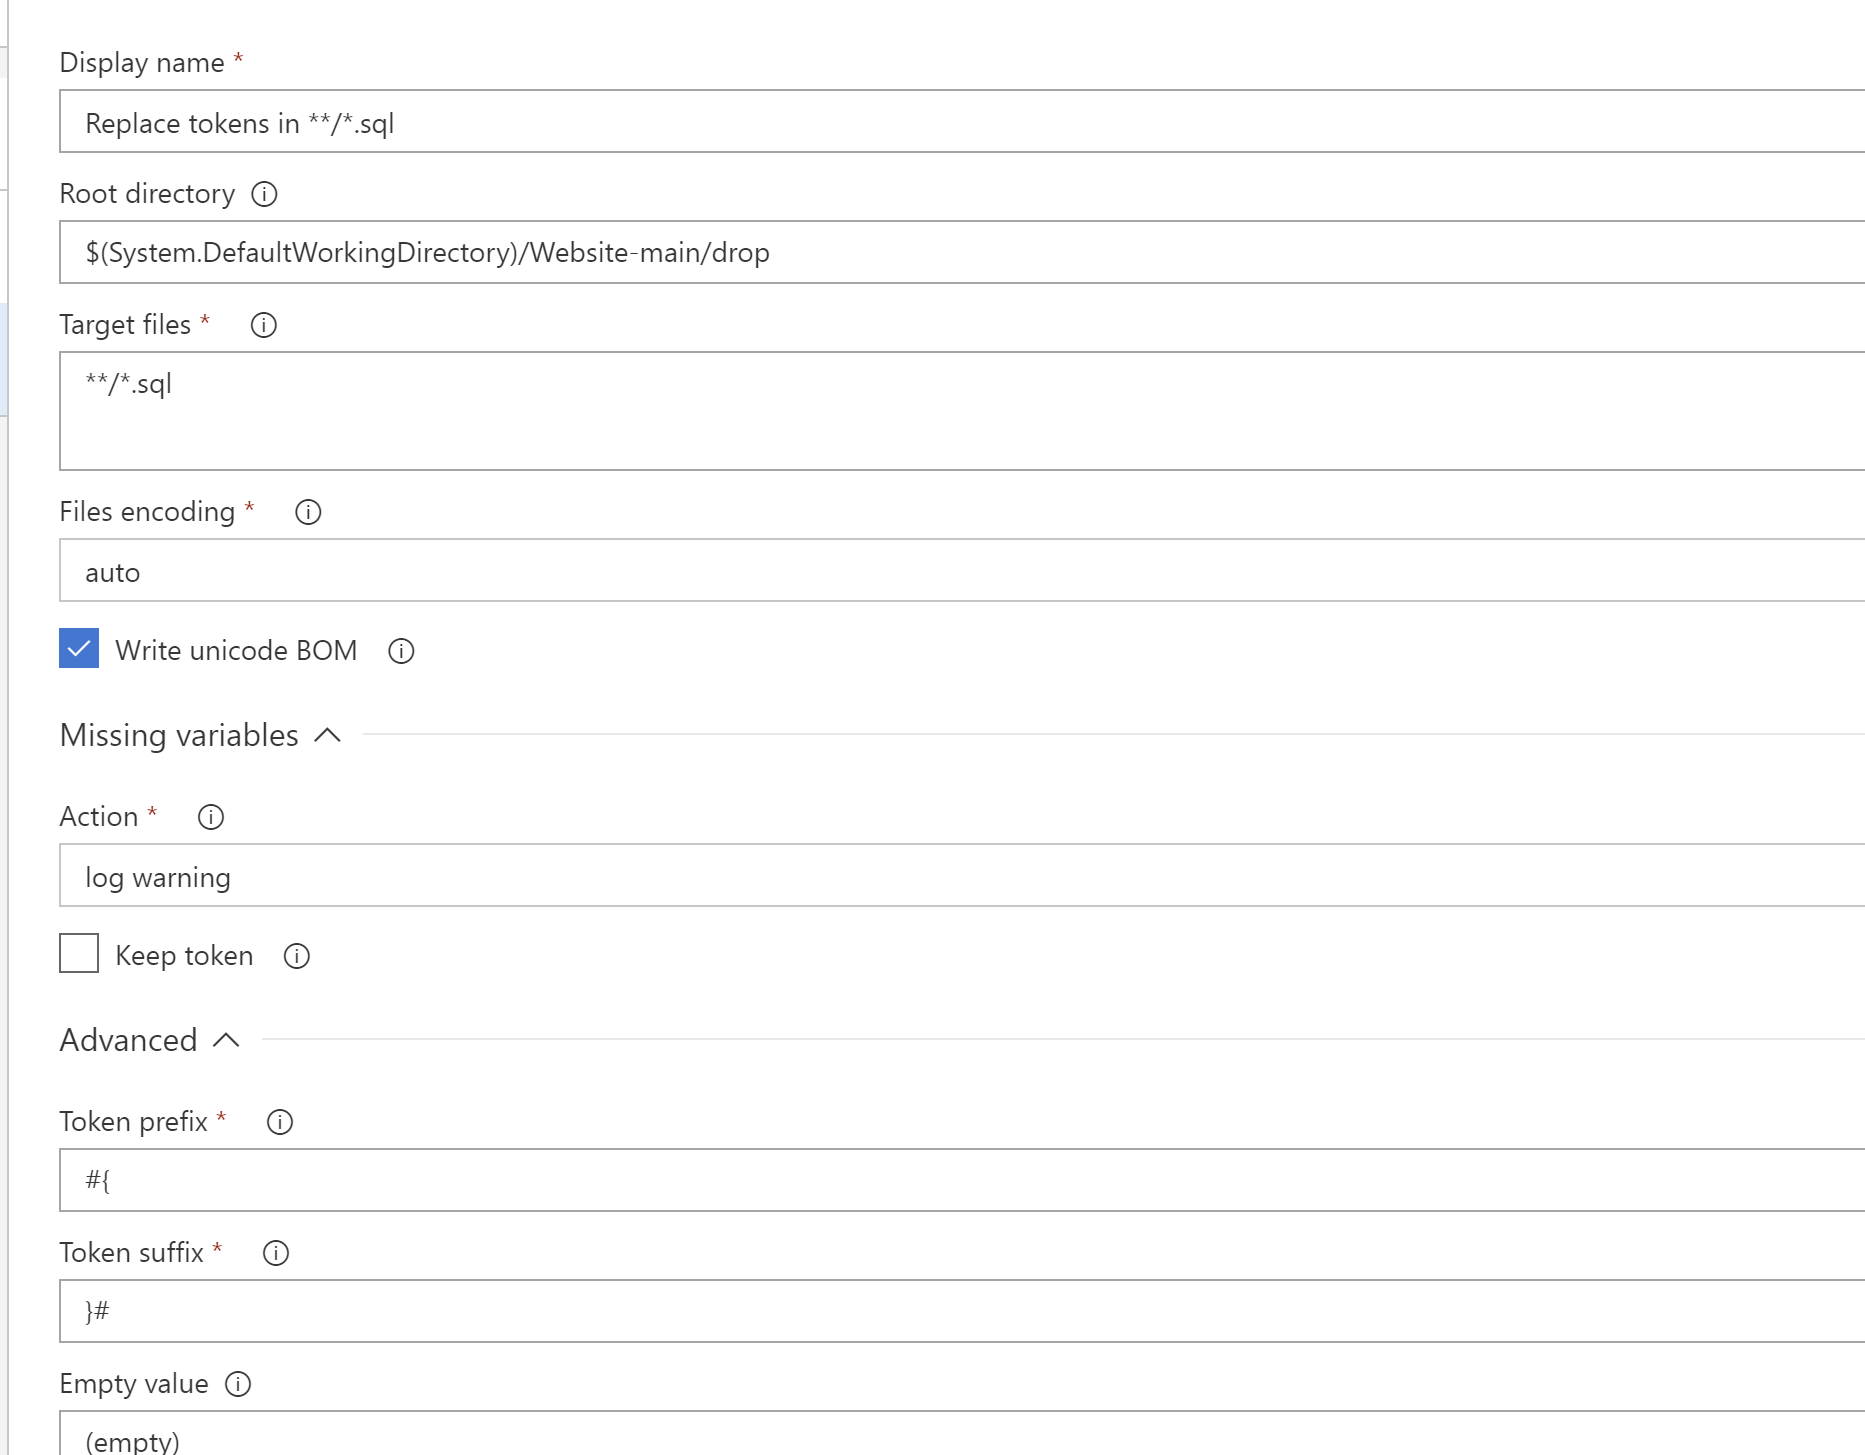 Display name *
Replace tokens in **/*.sql
Root directory
$(System.DefaultWorkingDirectory)/Website-main/drop
Target files *
**/*.sql
Files encoding *
auto
Write unicode BOM
Missing variables
Action *
log warning
Keep token
Advanced
Token prefix *
#{
Token suffix *
}#
Empty value
(empty)